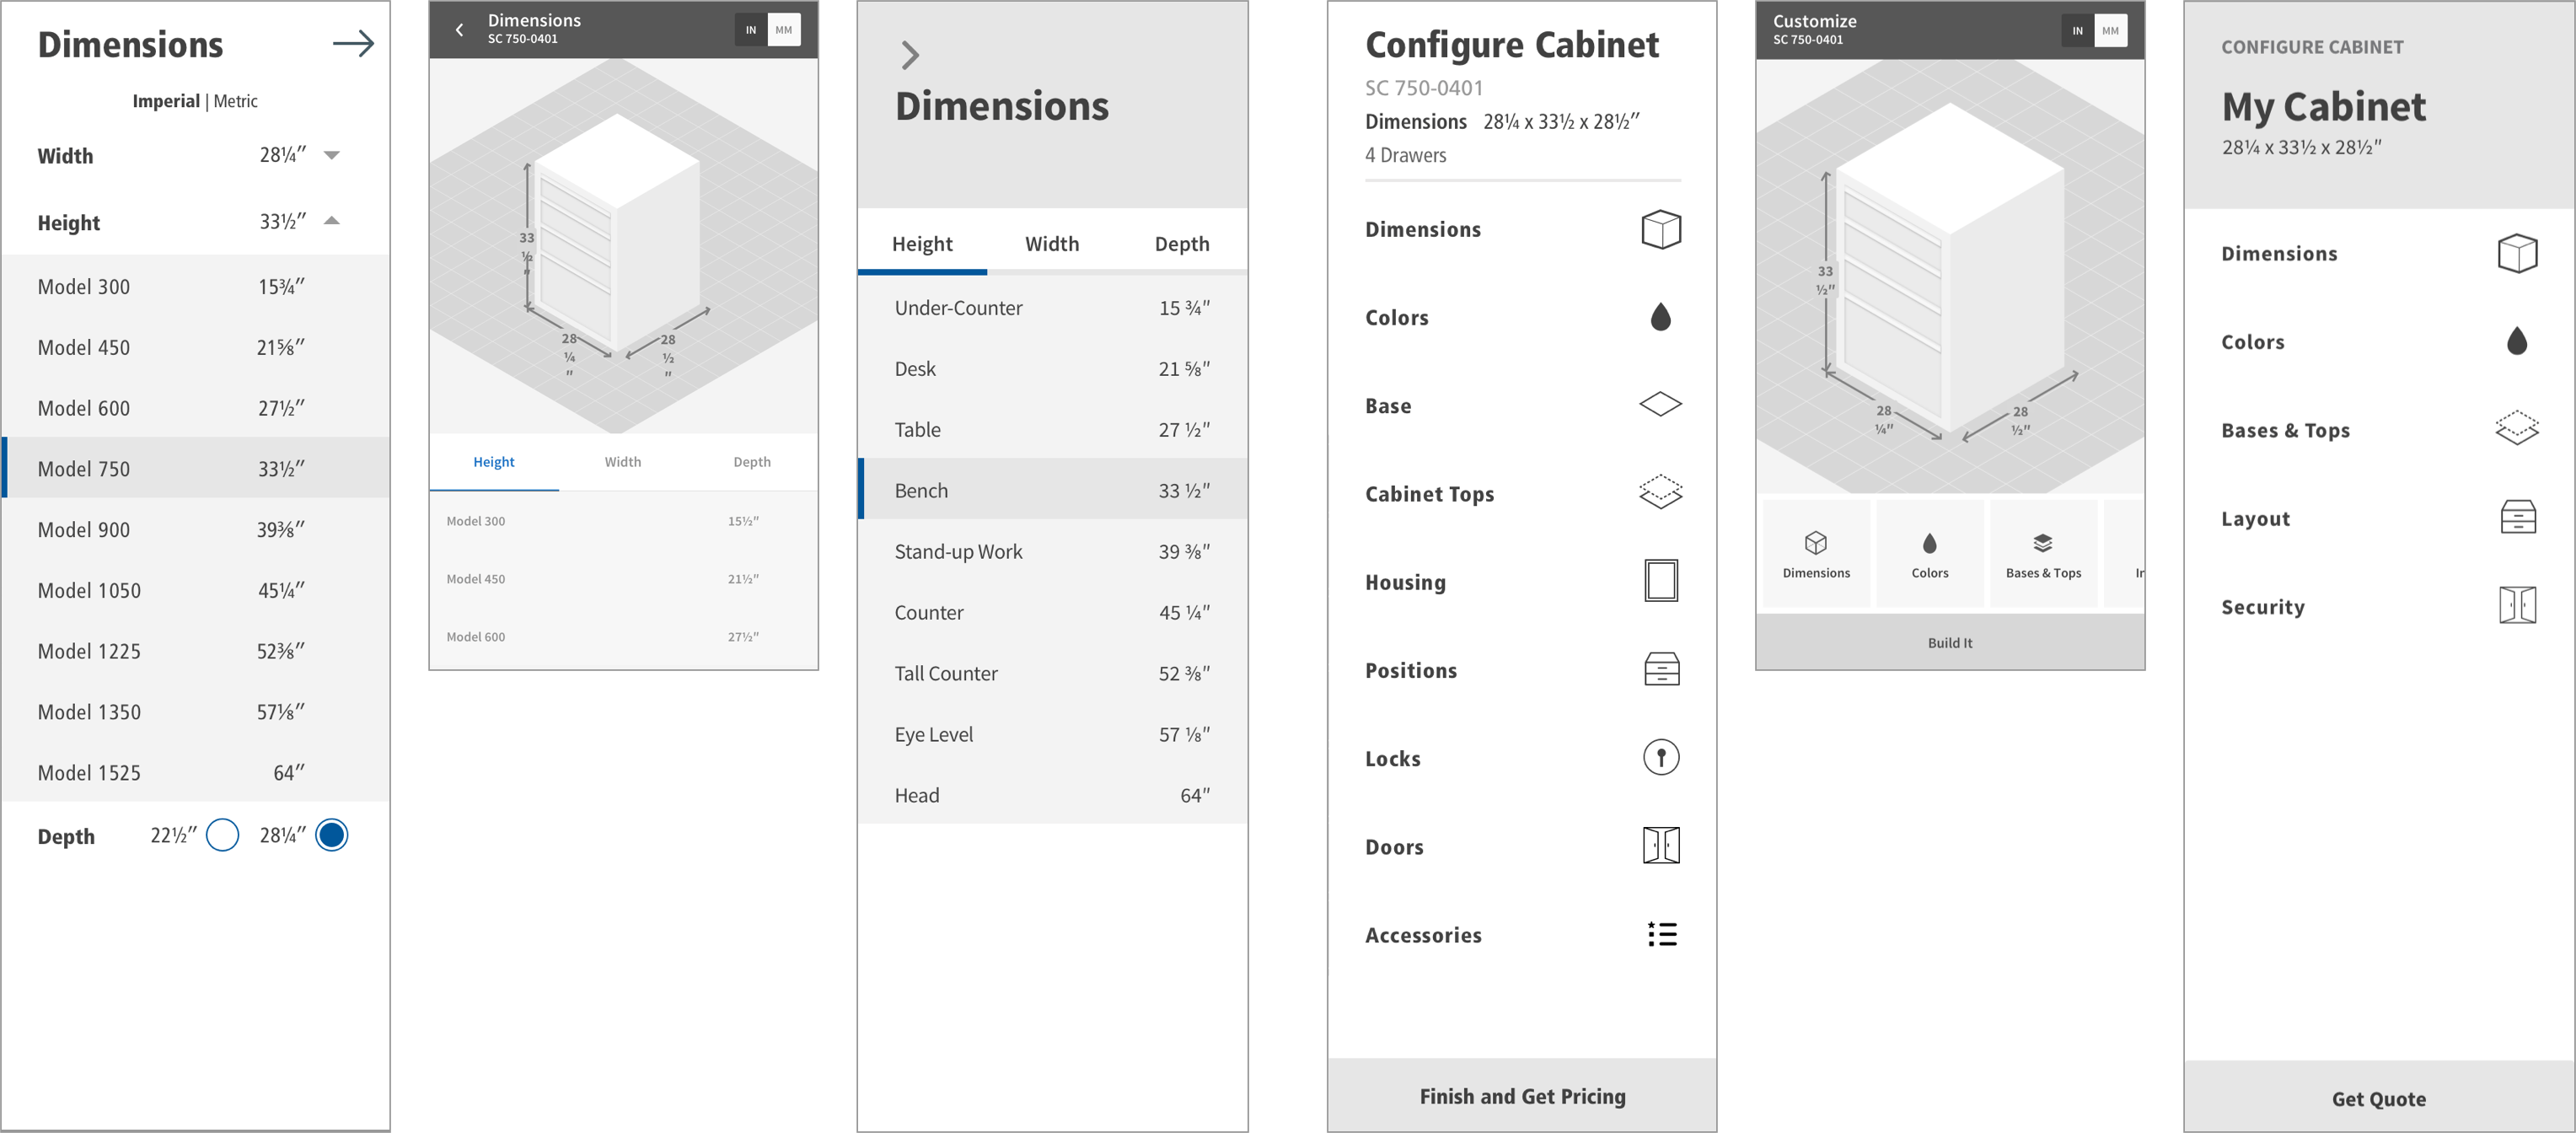 Dimensions
Imperial | Metric
Width 28¼″
Height 33½″
Model 300 15¾″
Model 450 21⅝″
Model 600 27½″
Model 750 33½″
Model 900 39⅜″
Model 1050 45¼″
Model 1225 52⅜″
Model 1350 57⅛″
Model 1525 64″
Depth 22½″ 28¼″
Dimensions
SC 750-0401
IN MM
33
½
″
28
¼
″
28
½
″
Height Width Depth
Model 300 15½″
Model 450 21½″
Model 600 27½″
Dimensions
Height Width Depth
Under-Counter 15 ¾″
Desk 21 ⅝″
Table 27 ½″
Bench 33 ½″
Stand-up Work 39 ⅜″
Counter 45 ¼″
Tall Counter 52 ⅜″
Eye Level 57 ⅛″
Head 64″
Configure Cabinet
SC 750-0401
Dimensions 28¼ x 33½ x 28½″
4 Drawers
Dimensions
Colors
Base
Cabinet Tops
Housing
Positions
Locks
Doors
Accessories
Finish and Get Pricing
Customize
SC 750-0401
IN MM
33
½″
28
¼″
28
½″
Dimensions Colors Bases & Tops
Build It
CONFIGURE CABINET
My Cabinet
28¼ x 33½ x 28½″
Dimensions
Colors
Bases & Tops
Layout
Security
Get Quote